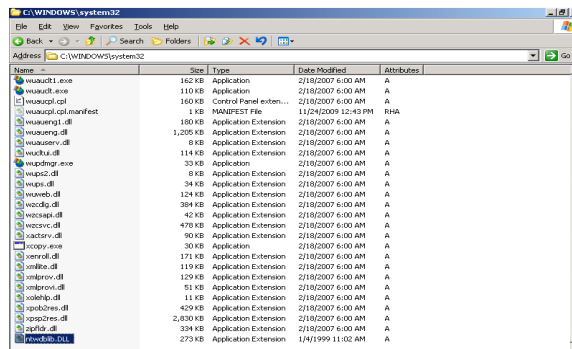 C:\WINDOWS\system32
File Edit View Favorites Tools Help
Back Search Folders
Address C:\WINDOWS\system32 Go
Name Size Type Date Modified Attributes
wuauclt1.exe 162 KB Application 2/18/2007 6:00 AM A
wuauclt.exe 110 KB Application 2/18/2007 6:00 AM A
wuaucpl.cpl 160 KB Control Panel exten... 2/18/2007 6:00 AM A
wuaucpl.cpl.manifest 1 KB MANIFEST File 11/24/2009 12:43 PM RHA
wuaueng1.dll 180 KB Application Extension 2/18/2007 6:00 AM A
wuaueng.dll 1,205 KB Application Extension 2/18/2007 6:00 AM A
wuauserv.dll 8 KB Application Extension 2/18/2007 6:00 AM A
wucltui.dll 114 KB Application Extension 2/18/2007 6:00 AM A
wupdmgr.exe 33 KB Application 2/18/2007 6:00 AM A
wups2.dll 8 KB Application Extension 2/18/2007 6:00 AM A
wups.dll 34 KB Application Extension 2/18/2007 6:00 AM A
wuweb.dll 124 KB Application Extension 2/18/2007 6:00 AM A
wzcdlg.dll 384 KB Application Extension 2/18/2007 6:00 AM A
wzcsapi.dll 42 KB Application Extension 2/18/2007 6:00 AM A
wzcsvc.dll 478 KB Application Extension 2/18/2007 6:00 AM A
xactsrv.dll 90 KB Application Extension 2/18/2007 6:00 AM A
xcopy.exe 30 KB Application 2/18/2007 6:00 AM A
xenroll.dll 171 KB Application Extension 2/18/2007 6:00 AM A
xmllite.dll 119 KB Application Extension 2/18/2007 6:00 AM A
xmlprov.dll 129 KB Application Extension 2/18/2007 6:00 AM A
xmlprovi.dll 51 KB Application Extension 2/18/2007 6:00 AM A
xolehlp.dll 11 KB Application Extension 2/18/2007 6:00 AM A
xpob2res.dll 429 KB Application Extension 2/18/2007 6:00 AM A
xpsp2res.dll 2,830 KB Application Extension 2/18/2007 6:00 AM A
zipfldr.dll 334 KB Application Extension 2/18/2007 6:00 AM A
ntwdblib.DLL 273 KB Application Extension 1/4/1999 11:02 AM A